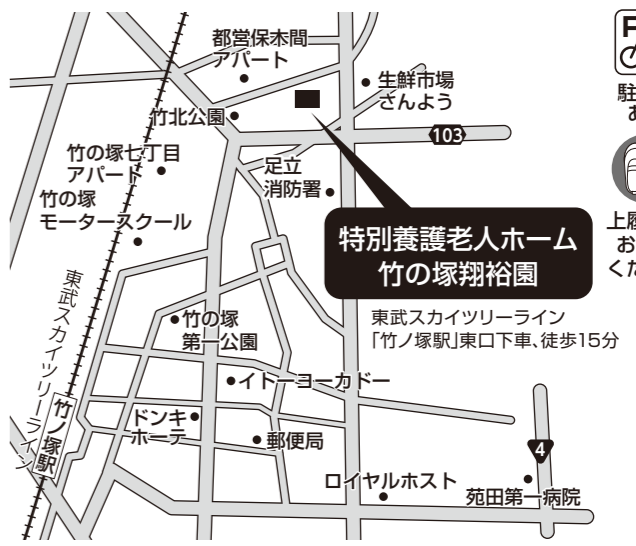 都営保木間
アパート
生鮮市場
さんよう
竹北公園
103
竹の塚七丁目
アパート
足立
消防署
竹の塚
モータースクール
特別養護老人ホーム
竹の塚翔裕園
東武スカイツリーライン
「竹ノ塚駅」東口下車、徒歩15分
東武スカイツリーライン
竹の塚
第一公園
イトーヨーカドー
ドンキ
ホーテ
郵便局
竹ノ塚駅
4
ロイヤルホスト
苑田第一病院
P
駐
あ
上履
お
くた